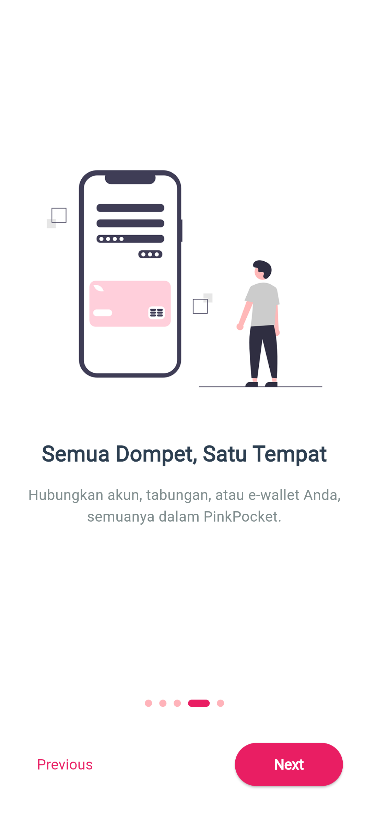 Semua Dompet, Satu Tempat
Hubungkan akun, tabungan, atau e-wallet Anda,
semuanya dalam PinkPocket.
Previous
Next